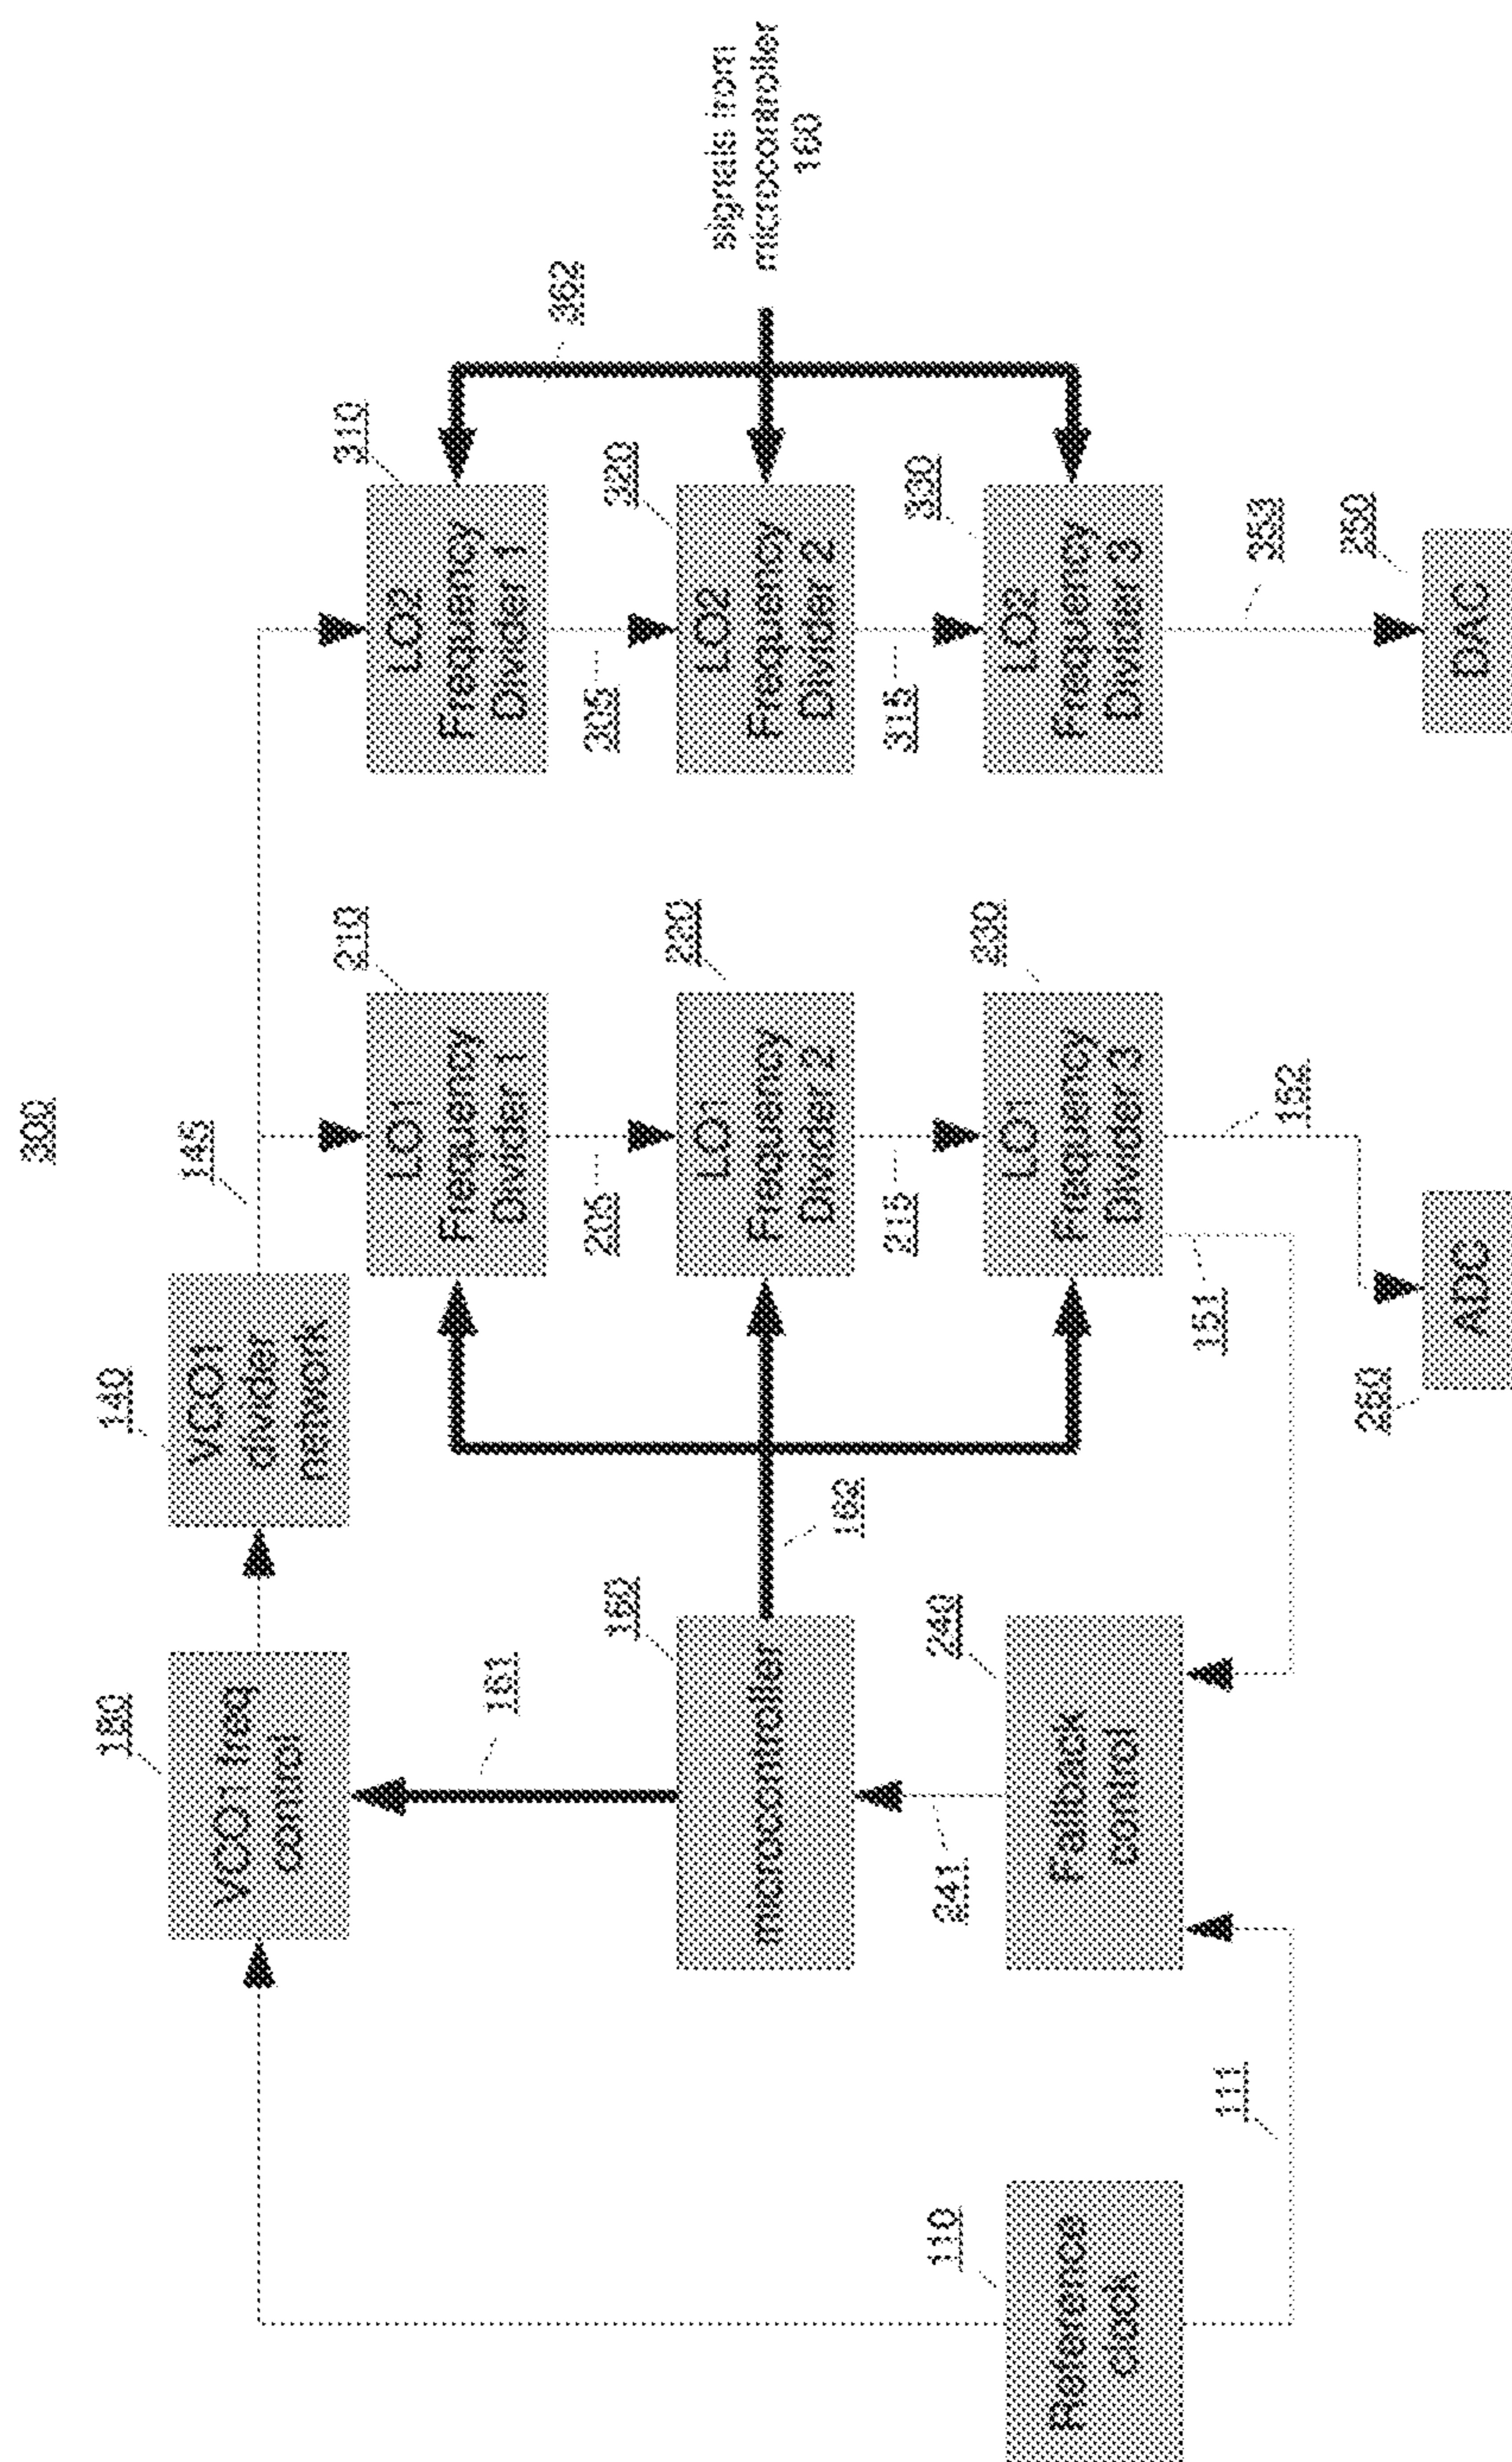 300
180
140
145
VCO1 freq
control
VCO1
divider
network
210
310
LO1
Frequency
Divider 1
LO2
Frequency
Divider 1
161
362
205
305
160
220
320
microcontroller
LO1
Frequency
Divider 2
LO2
Frequency
Divider 2
signals from
microcontroller
160
162
215
315
110
240
230
330
241
Reference
clock
Fallback
control
LO1
Frequency
Divider 3
LO2
Frequency
Divider 3
111
151
152
353
260
250
ADC
DAC